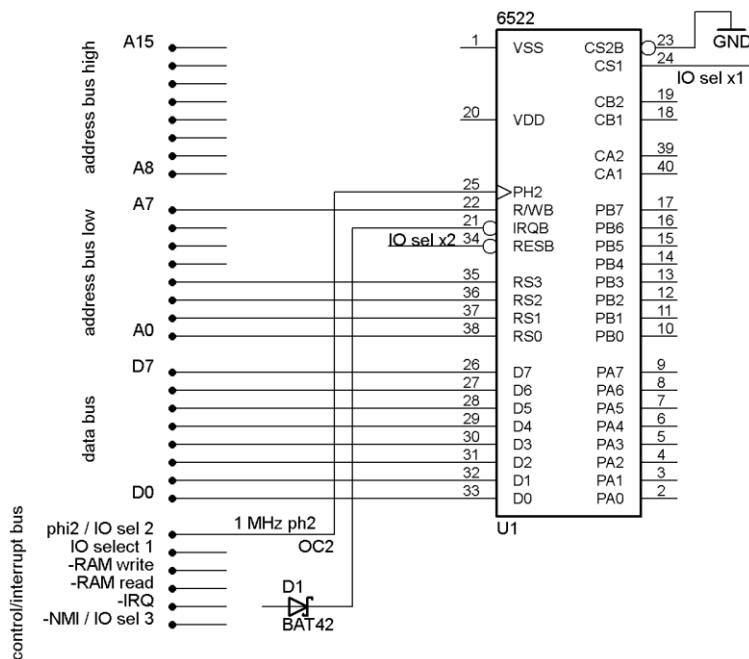 6522
A15
1 VSS CS2B 23 GND
CS1 24
IO sel x1
address bus high
CB2 19
20 VDD CB1 18
CA2 39
A8 CA1 40
25 PH2
A7 22 R/WB PB7 17
21 IRQB PB6 16
IO sel x2 34 RESB PB5 15
PB4 14
address bus low
35 RS3 PB3 13
36 RS2 PB2 12
37 RS1 PB1 11
A0 38 RS0 PB0 10
D7 26 D7 PA7 9
27 D6 PA6 8
28 D5 PA5 7
data bus
29 D4 PA4 6
30 D3 PA3 5
31 D2 PA2 4
32 D1 PA1 3
D0 33 D0 PA0 2
U1
control/interrupt bus
phi2 / IO sel 2 1 MHz ph2
IO select 1 OC2
-RAM write
-RAM read D1
-IRQ
-NMI / IO sel 3 BAT42